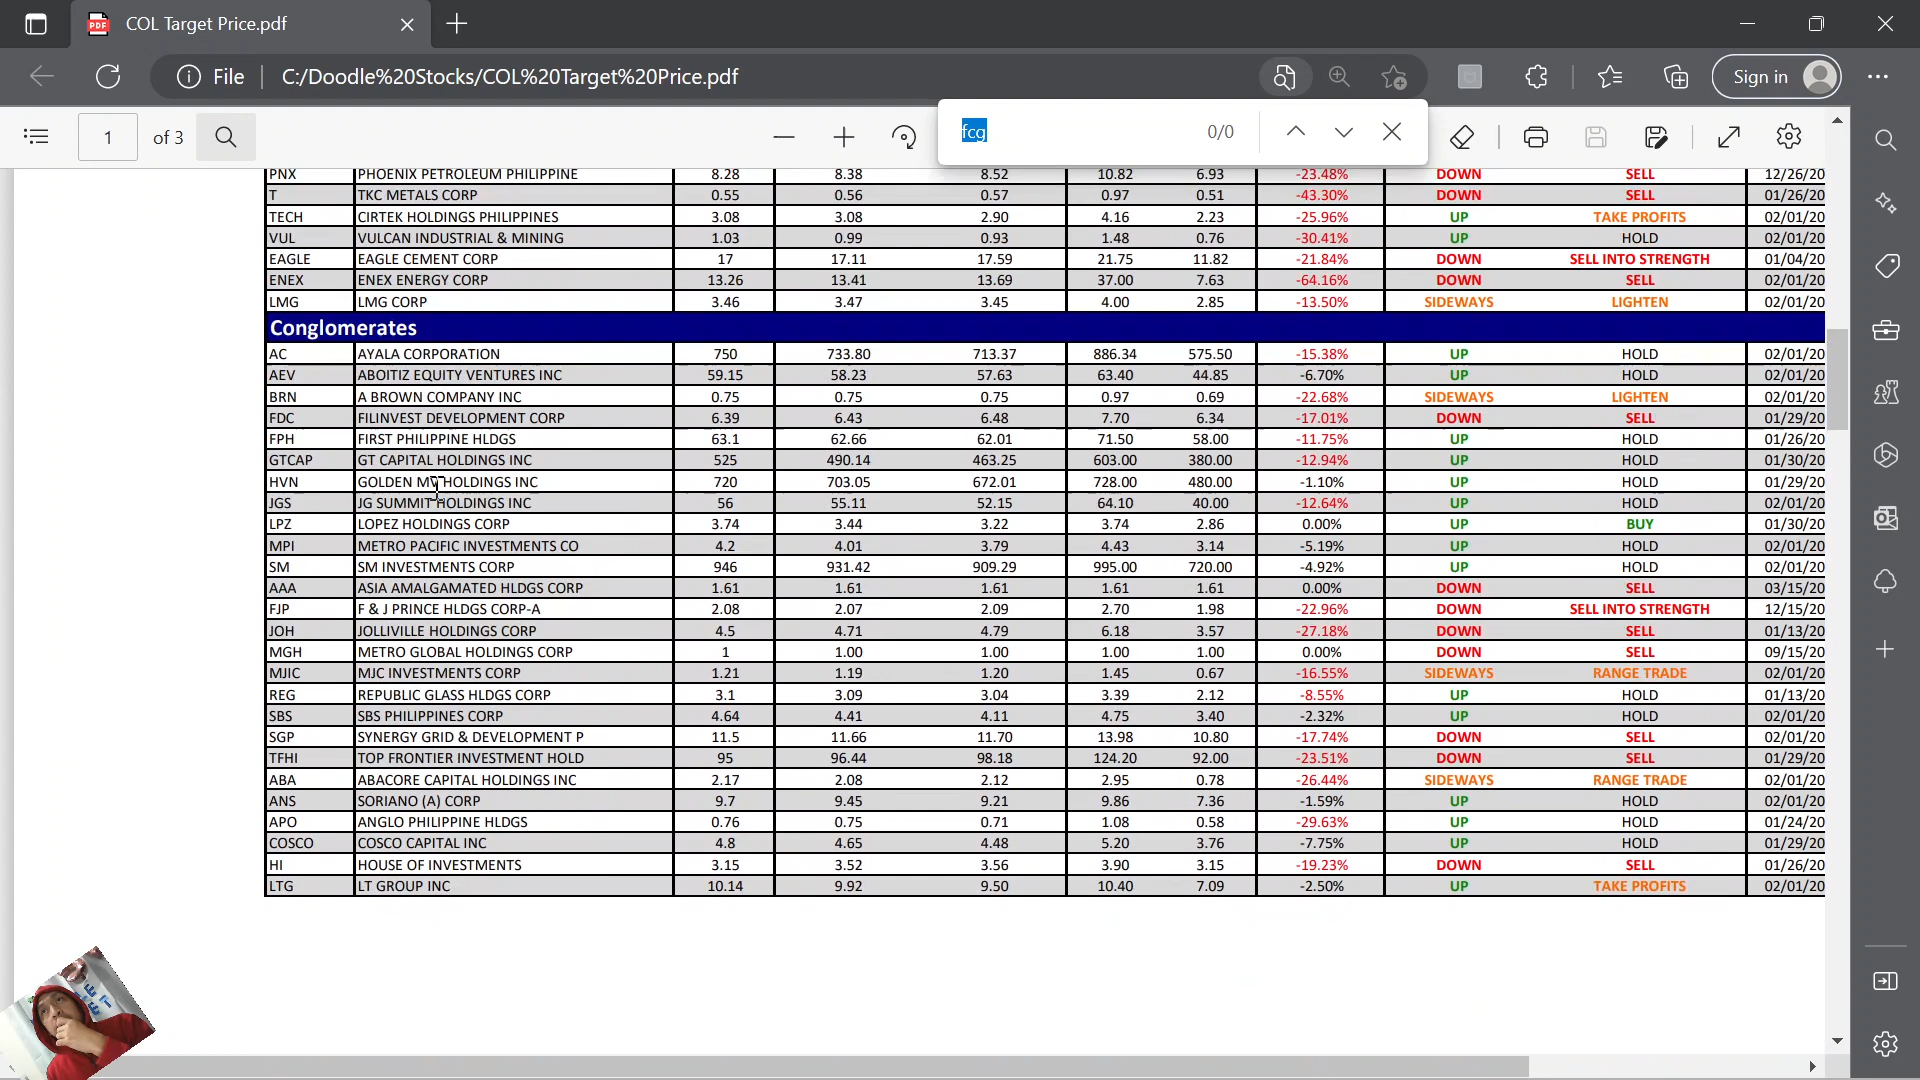 COL Target Price.pdf
File C:/Doodle%20Stocks/COL%20Target%20Price.pdf Sign in
1 of 3 fcg 0/0
PNX PHOENIX PETROLEUM PHILIPPINE 8.28 8.38 8.52 10.82 6.93 -23.48% DOWN SELL 12/26/20
T TKC METALS CORP 0.55 0.56 0.57 0.97 0.51 -43.30% DOWN SELL 01/26/20
TECH CIRTEK HOLDINGS PHILIPPINES 3.08 3.08 2.90 4.16 2.23 -25.96% UP TAKE PROFITS 02/01/20
VUL VULCAN INDUSTRIAL & MINING 1.03 0.99 0.93 1.48 0.76 -30.41% UP HOLD 02/01/20
EAGLE EAGLE CEMENT CORP 17 17.11 17.59 21.75 11.82 -21.84% DOWN SELL INTO STRENGTH 01/04/20
ENEX ENEX ENERGY CORP 13.26 13.41 13.69 37.00 7.63 -64.16% DOWN SELL 02/01/20
LMG LMG CORP 3.46 3.47 3.45 4.00 2.85 -13.50% SIDEWAYS LIGHTEN 02/01/20
Conglomerates
AC AYALA CORPORATION 750 733.80 713.37 886.34 575.50 -15.38% UP HOLD 02/01/20
AEV ABOITIZ EQUITY VENTURES INC 59.15 58.23 57.63 63.40 44.85 -6.70% UP HOLD 02/01/20
BRN A BROWN COMPANY INC 0.75 0.75 0.75 0.97 0.69 -22.68% SIDEWAYS LIGHTEN 02/01/20
FDC FILINVEST DEVELOPMENT CORP 6.39 6.43 6.48 7.70 6.34 -17.01% DOWN SELL 01/29/20
FPH FIRST PHILIPPINE HLDGS 63.1 62.66 62.01 71.50 58.00 -11.75% UP HOLD 01/26/20
GTCAP GT CAPITAL HOLDINGS INC 525 490.14 463.25 603.00 380.00 -12.94% UP HOLD 01/30/20
HVN GOLDEN MV HOLDINGS INC 720 703.05 672.01 728.00 480.00 -1.10% UP HOLD 01/29/20
JGS JG SUMMIT HOLDINGS INC 56 55.11 52.15 64.10 40.00 -12.64% UP HOLD 02/01/20
LPZ LOPEZ HOLDINGS CORP 3.74 3.44 3.22 3.74 2.86 0.00% UP BUY 01/30/20
MPI METRO PACIFIC INVESTMENTS CO 4.2 4.01 3.79 4.43 3.14 -5.19% UP HOLD 02/01/20
SM SM INVESTMENTS CORP 946 931.42 909.29 995.00 720.00 -4.92% UP HOLD 02/01/20
AAA ASIA AMALGAMATED HLDGS CORP 1.61 1.61 1.61 1.61 1.61 0.00% DOWN SELL 03/15/20
FJP F & J PRINCE HLDGS CORP-A 2.08 2.07 2.09 2.70 1.98 -22.96% DOWN SELL INTO STRENGTH 12/15/20
JOH JOLLIVILLE HOLDINGS CORP 4.5 4.71 4.79 6.18 3.57 -27.18% DOWN SELL 01/13/20
MGH METRO GLOBAL HOLDINGS CORP 1 1.00 1.00 1.00 1.00 0.00% DOWN SELL 09/15/20
MJIC MJC INVESTMENTS CORP 1.21 1.19 1.20 1.45 0.67 -16.55% SIDEWAYS RANGE TRADE 02/01/20
REG REPUBLIC GLASS HLDGS CORP 3.1 3.09 3.04 3.39 2.12 -8.55% UP HOLD 01/13/20
SBS SBS PHILIPPINES CORP 4.64 4.41 4.11 4.75 3.40 -2.32% UP HOLD 02/01/20
SGP SYNERGY GRID & DEVELOPMENT P 11.5 11.66 11.70 13.98 10.80 -17.74% DOWN SELL 02/01/20
TFHI TOP FRONTIER INVESTMENT HOLD 95 96.44 98.18 124.20 92.00 -23.51% DOWN SELL 01/29/20
ABA ABACORE CAPITAL HOLDINGS INC 2.17 2.08 2.12 2.95 0.78 -26.44% SIDEWAYS RANGE TRADE 02/01/20
ANS SORIANO (A) CORP 9.7 9.45 9.21 9.86 7.36 -1.59% UP HOLD 02/01/20
APO ANGLO PHILIPPINE HLDGS 0.76 0.75 0.71 1.08 0.58 -29.63% UP HOLD 01/24/20
COSCO COSCO CAPITAL INC 4.8 4.65 4.48 5.20 3.76 -7.75% UP HOLD 01/29/20
HI HOUSE OF INVESTMENTS 3.15 3.52 3.56 3.90 3.15 -19.23% DOWN SELL 01/26/20
LTG LT GROUP INC 10.14 9.92 9.50 10.40 7.09 -2.50% UP TAKE PROFITS 02/01/20